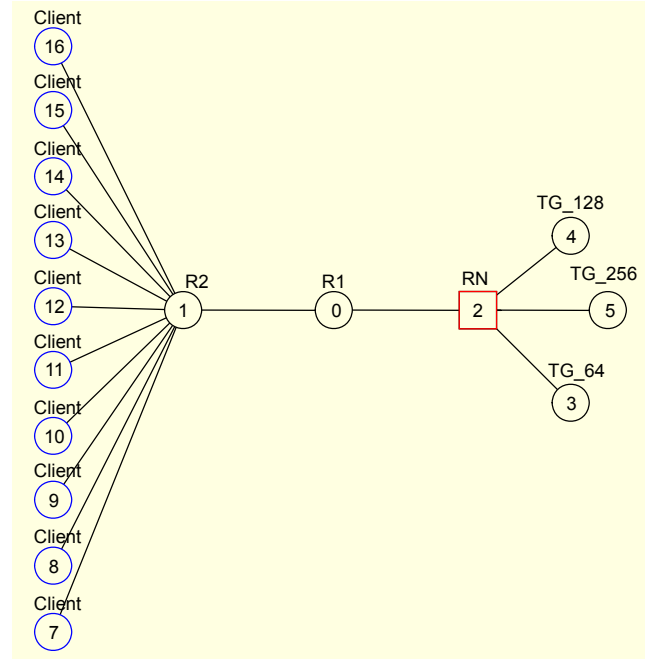 Client
16
Client
15
Client
14
Client
13
Client
12
Client
11
Client
10
Client
9
Client
8
Client
7
R2
1
R1
0
RN
2
TG_128
4
TG_256
5
TG_64
3